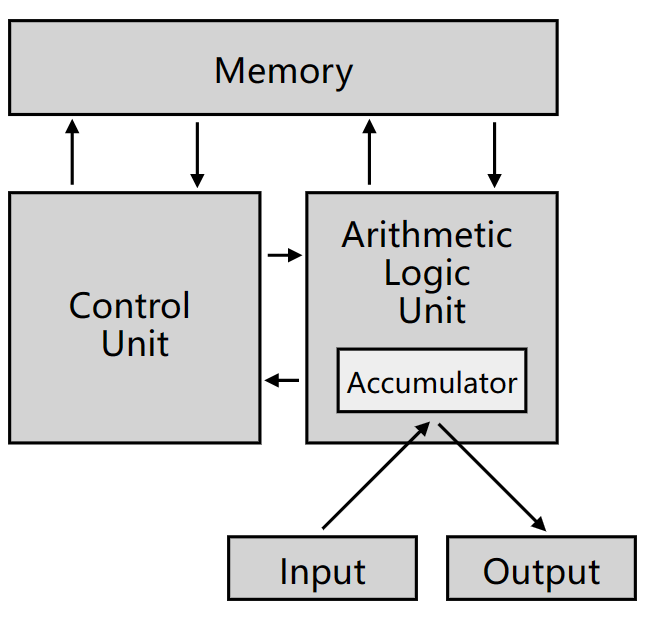 Memory
Control
Unit
Arithmetic
Logic
Unit
Accumulator
Input
Output